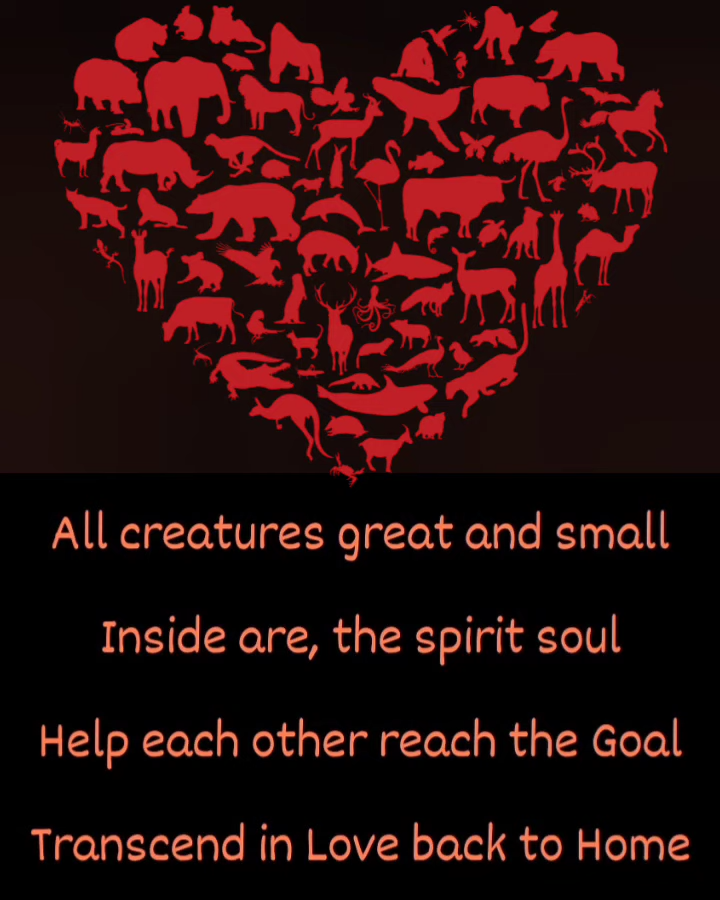 All creatures great and small
Inside are, the spirit soul
Help each other reach the Goal
Transcend in Love back to Home